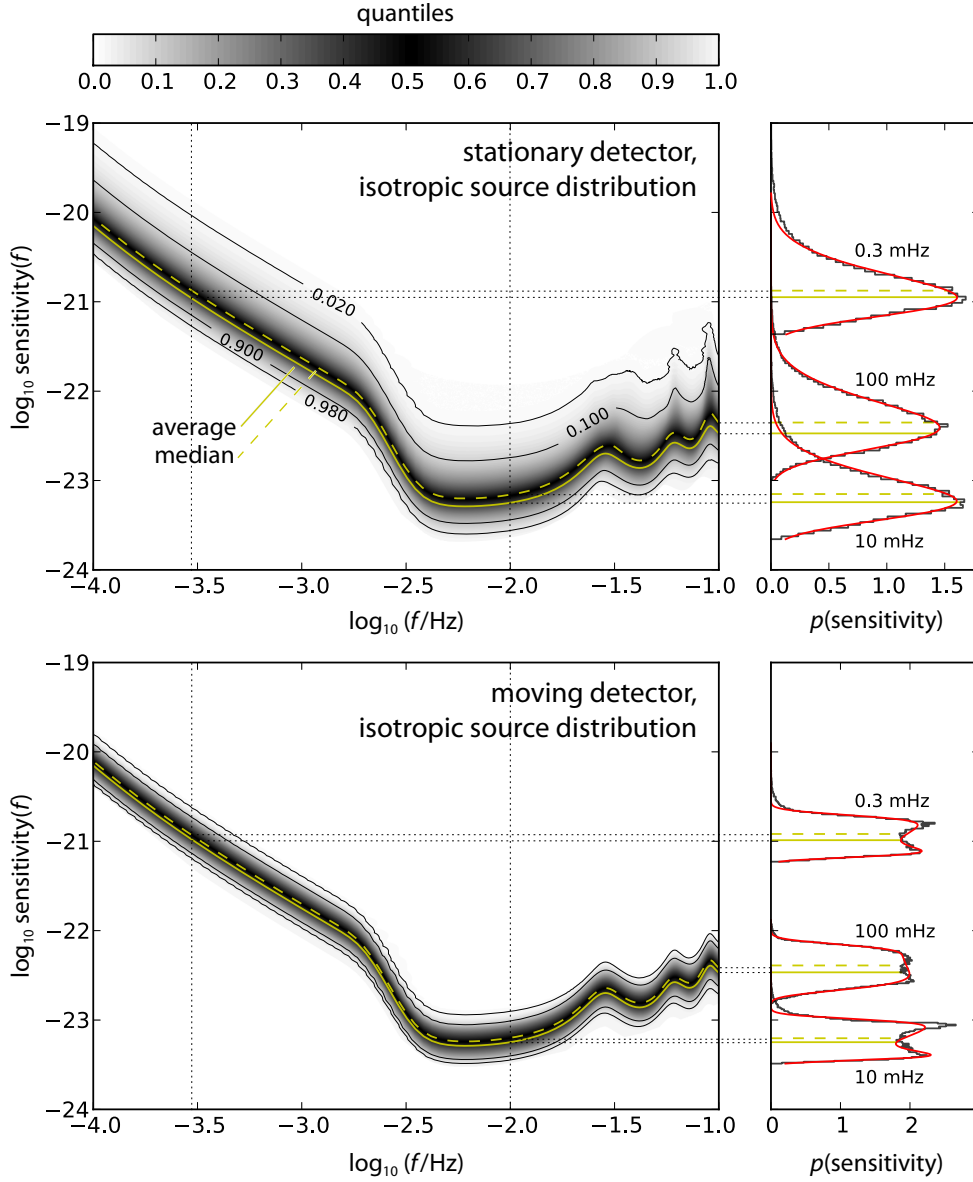 quantiles
0.0 0.1 0.2 0.3 0.4 0.5 0.6 0.7 0.8 0.9 1.0
stationary detector,
isotropic source distribution
log₁₀ sensitivity(f)
−19
−20
−21
−22
−23
−24
0.020
0.900
0.980
0.100
average
median
−4.0 −3.5 −3.0 −2.5 −2.0 −1.5 −1.0
log₁₀ (f/Hz)
0.3 mHz
100 mHz
10 mHz
0.0 0.5 1.0 1.5
p(sensitivity)
moving detector,
isotropic source distribution
log₁₀ sensitivity(f)
−19
−20
−21
−22
−23
−24
−4.0 −3.5 −3.0 −2.5 −2.0 −1.5 −1.0
log₁₀ (f/Hz)
0.3 mHz
100 mHz
10 mHz
0 1 2
p(sensitivity)